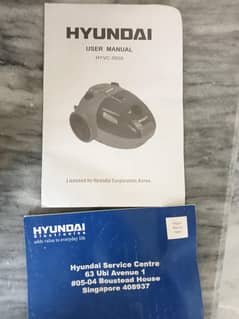 HYUNDAI
USER MANUAL
Licensed by Hyundai Corporation, Korea
HYUNDAI
Electronics
adds value to everyday life
Hyundai Service Centre
63 Ubi Avenue 1
#05-04 Boustead House
Singapore 408937